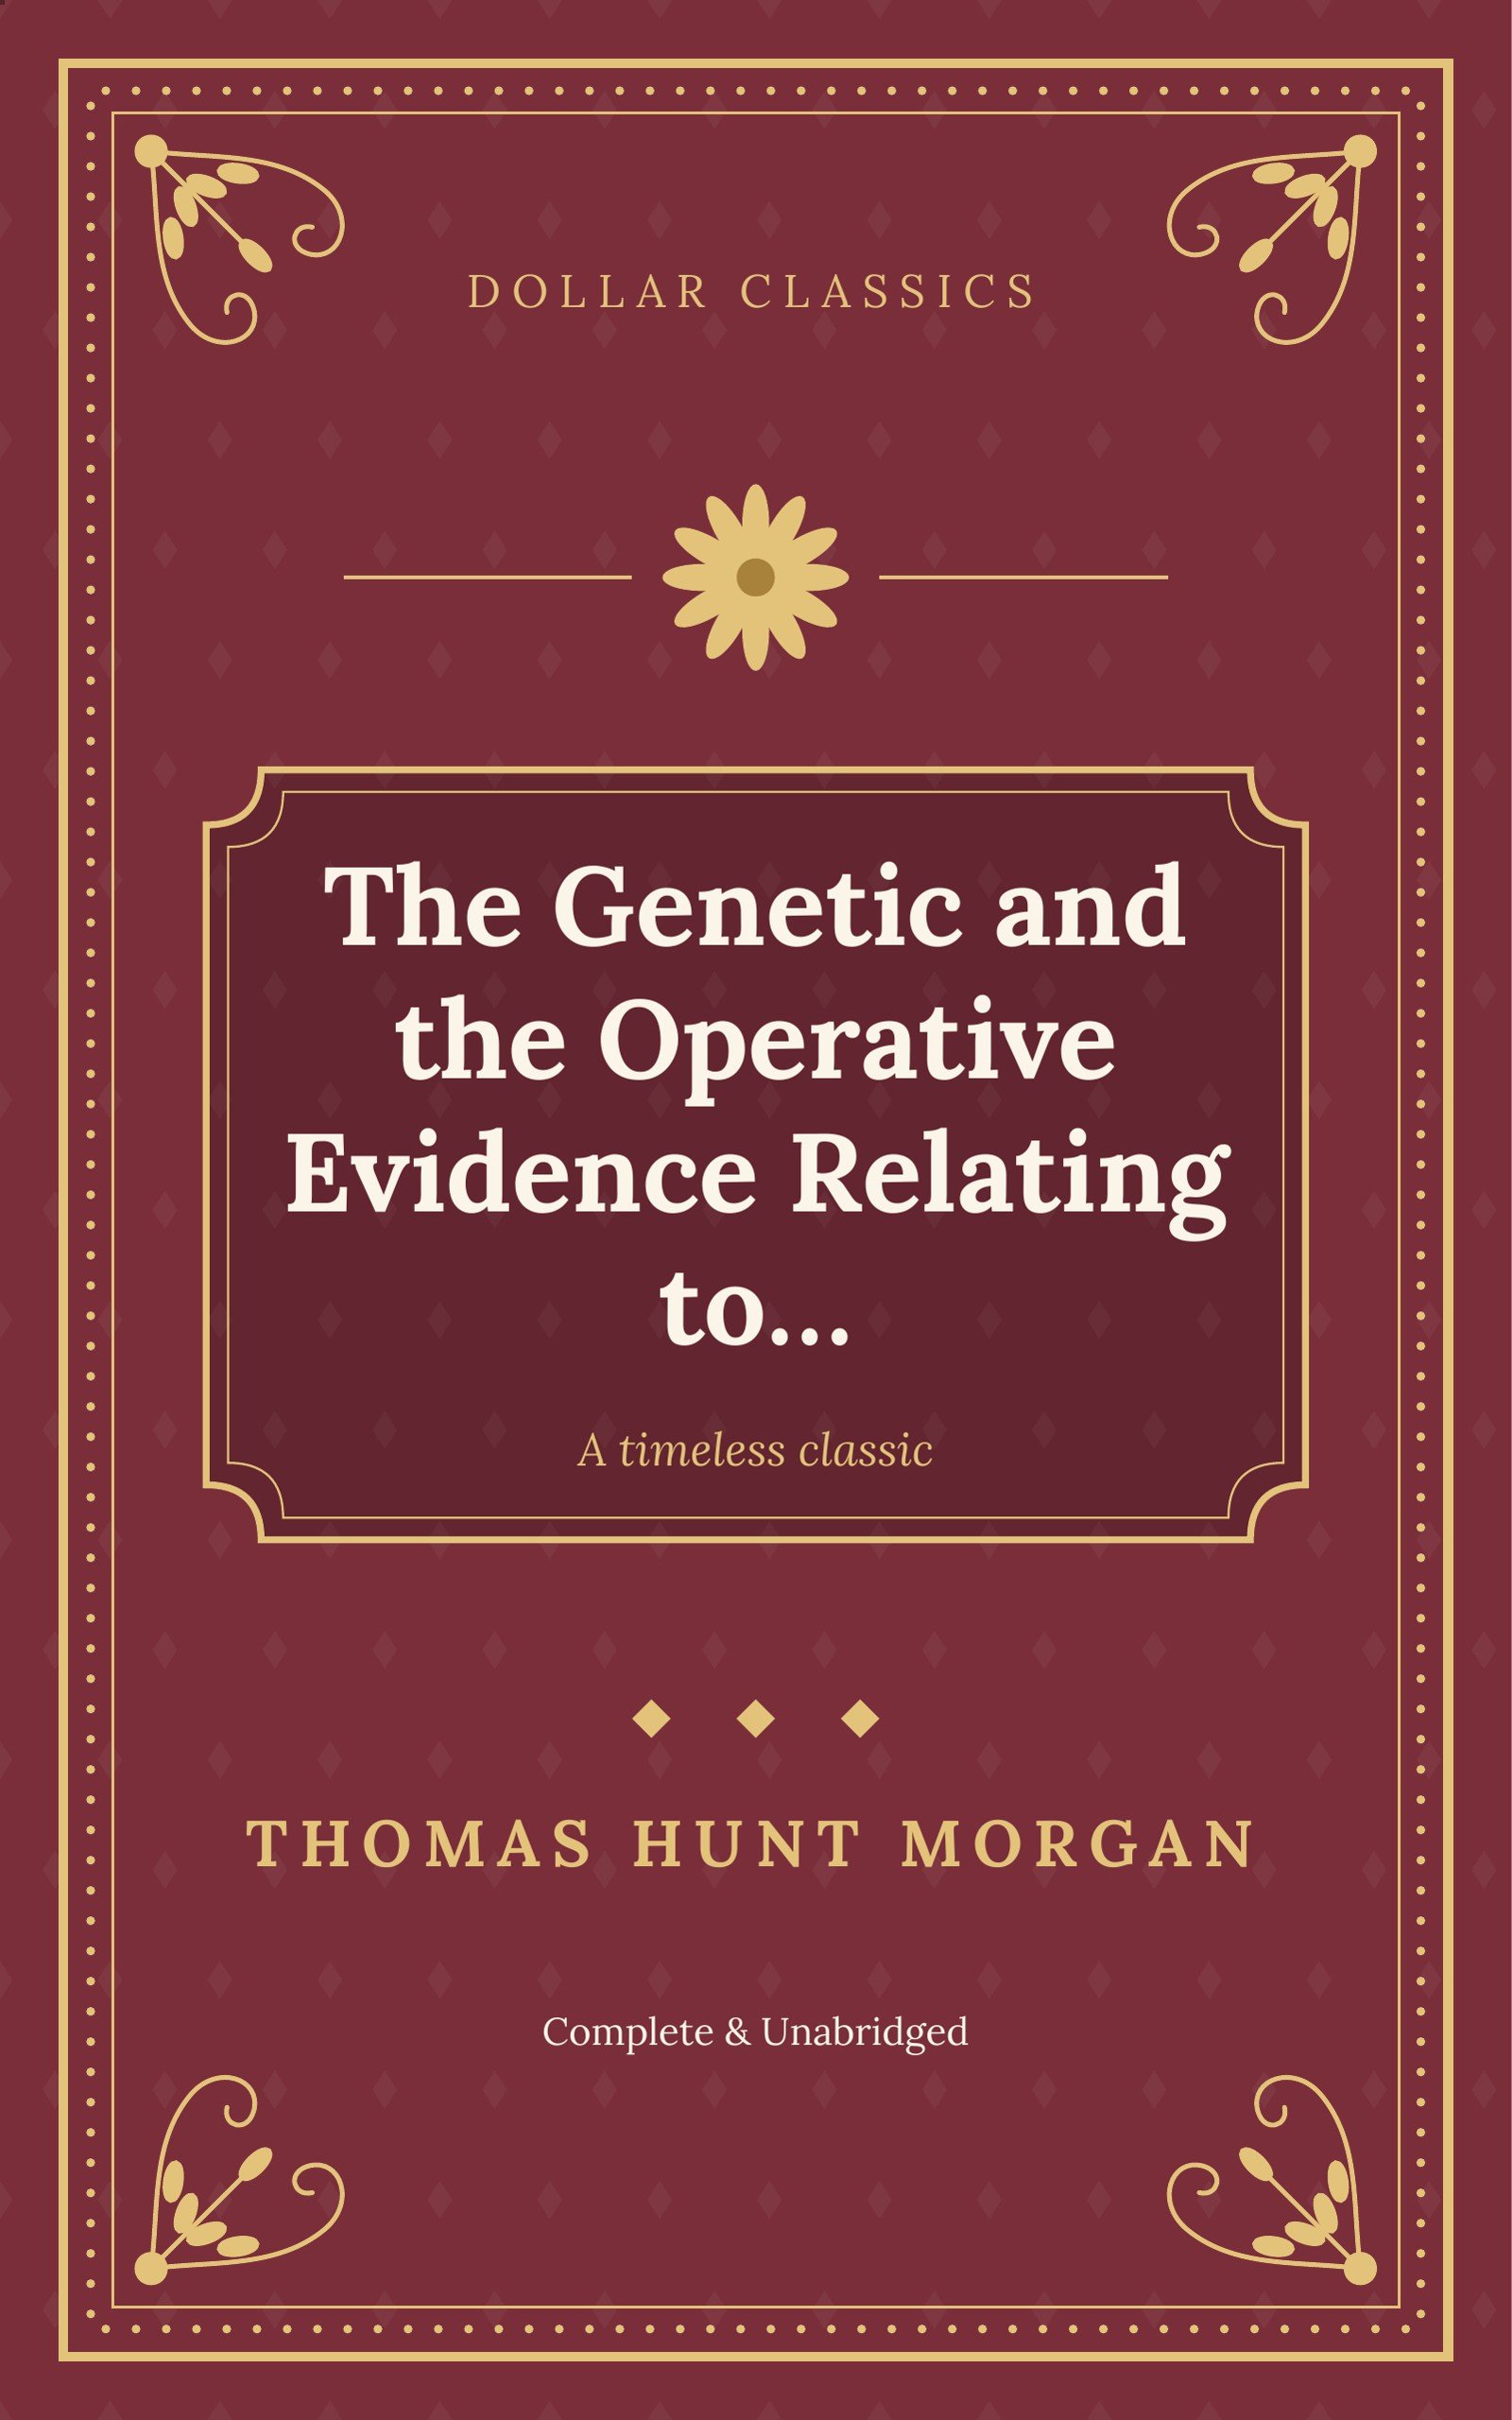 DOLLAR CLASSICS
The Genetic and
the Operative
Evidence Relating
to...
A timeless classic
THOMAS HUNT MORGAN
Complete & Unabridged